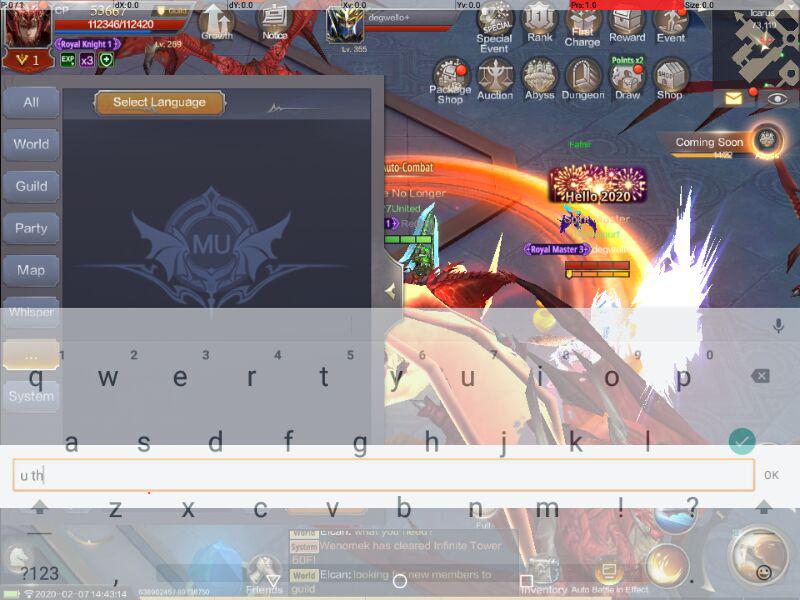 P:0 / 1 dX: 0.0 dY: 0.0 Xv: 0.0 Yv: 0.0 Prs: 1.0 Size: 0.0
CP 53667 Guild
112346/112420
Royal Knight 1 Lv. 289
V 1 EXP x3
Growth
Notice
degwello+
Lv. 355
SPECIAL
Special Event
Rank
First Charge
Reward
Event
Icarus
Package Shop
Auction
Abyss
Dungeon
Points x2
Draw
Shop
All
World
Guild
Party
Map
Whisper
...
System
Select Language
MU
Auto-Combat
e No Longer
7United
Coming Soon
Hello 2020
Royal Master 3
1 2 3 4 5 6 7 8 9 0
q w e r t y u i o p
a s d f g h j k l
u th
OK
z x c v b n m ! ?
Full
World Elcan: what you need?
System Wenomek has cleared Infinite Tower
60F!
World Elcan: looking for new members to
guild
?123 , .
Friends
Inventory
Auto Battle in Effect
2020-02-07 14:43:14